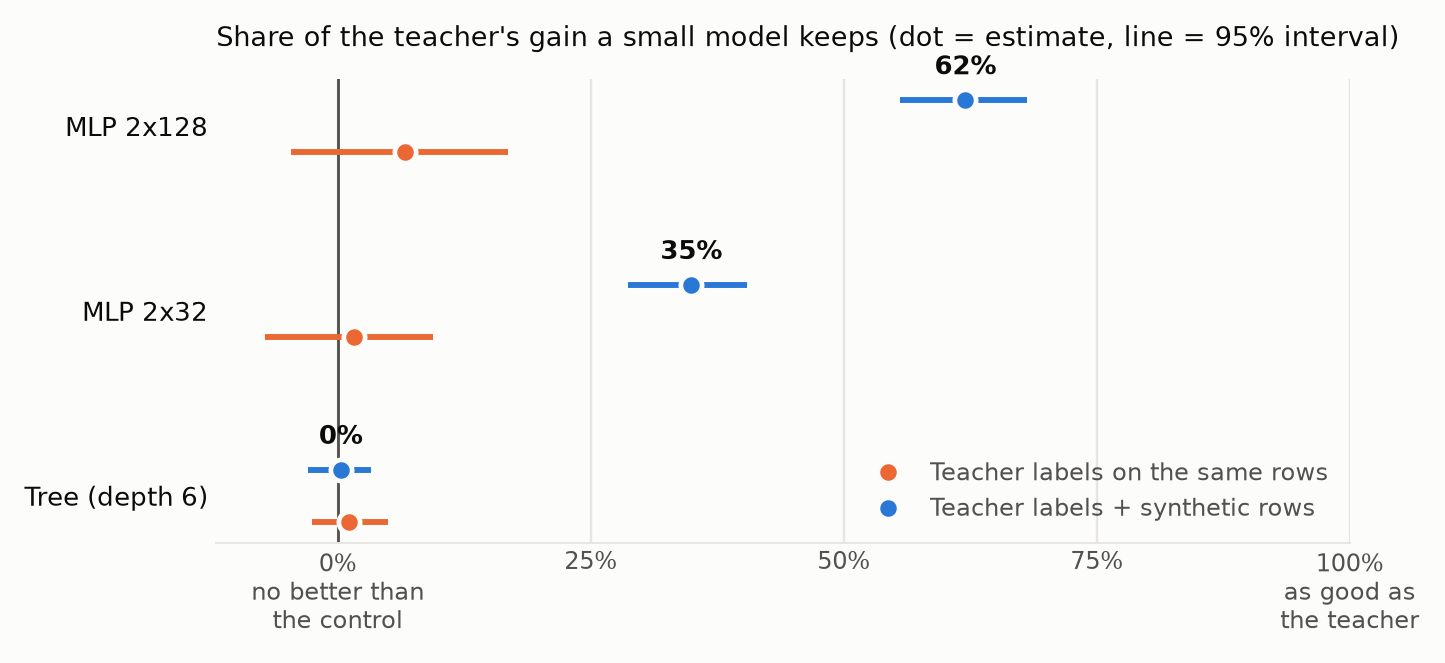 Share of the teacher's gain a small model keeps (dot = estimate, line = 95% interval)
62%
MLP 2x128
35%
MLP 2x32
0%
Tree (depth 6)
Teacher labels on the same rows
Teacher labels + synthetic rows
0%
no better than
the control
25%
50%
75%
100%
as good as
the teacher